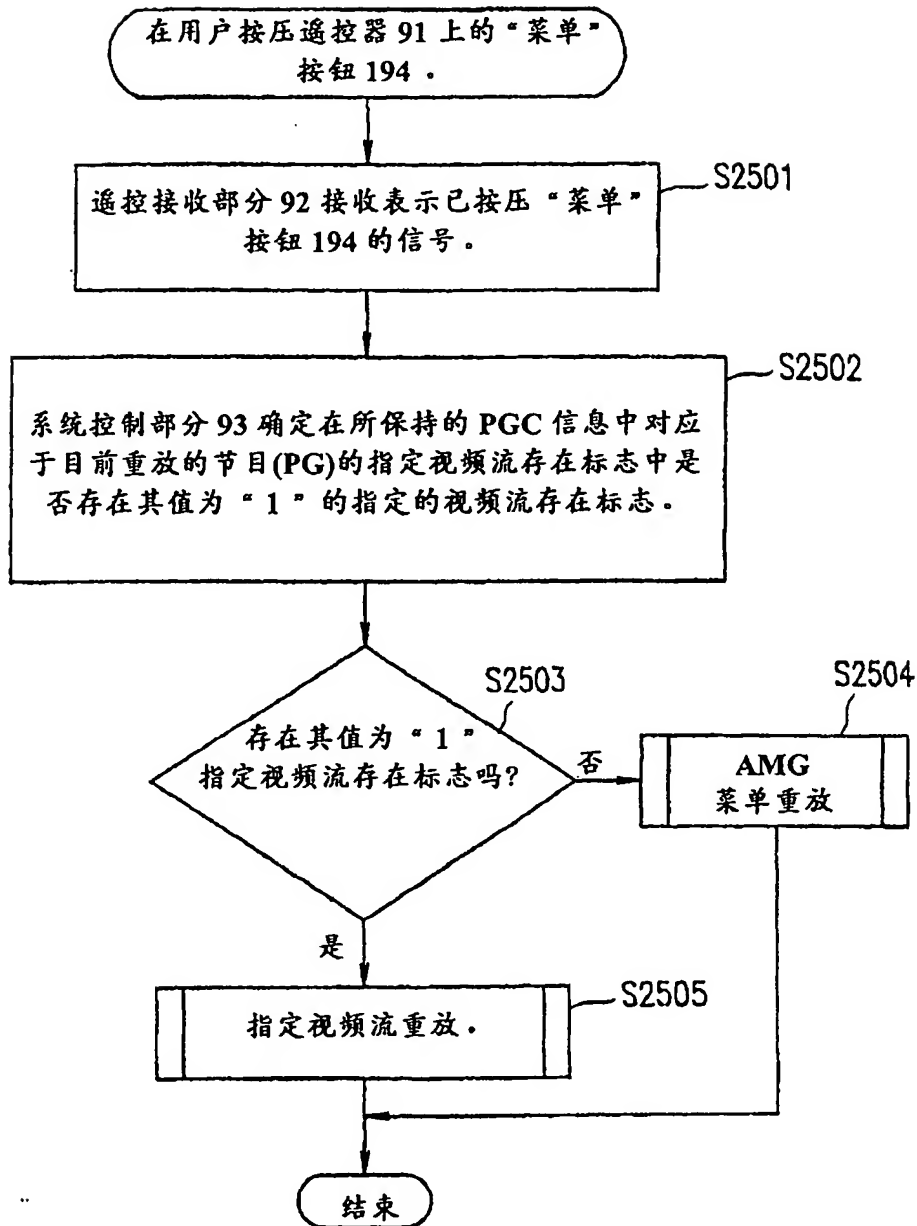 在用户按压遥控器 91 上的“菜单”
按钮 194 。
S2501
遥控接收部分 92 接收表示已按压“菜单”
按钮 194 的信号。
S2502
系统控制部分 93 确定在所保持的 PGC 信息中对应
于目前重放的节目(PG)的指定视频流存在标志中是
否存在其值为“1”的指定的视频流存在标志。
S2503
存在其值为“1”
指定视频流存在标志吗?
否
S2504
AMG
菜单重放
是
S2505
指定视频流重放。
结束